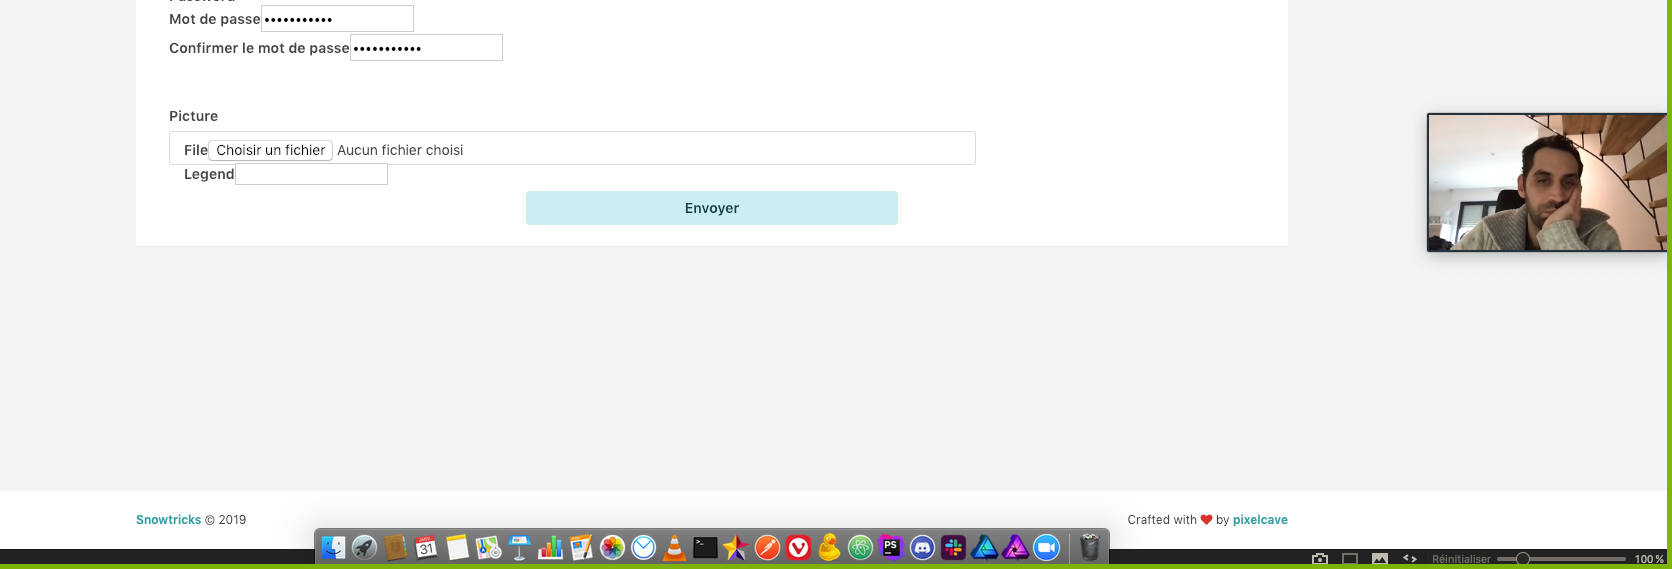 Mot de passe
Confirmer le mot de passe
Picture
File Choisir un fichier Aucun fichier choisi
Legend
Envoyer
Snowtricks © 2019
Crafted with ❤ by pixelcave
31
PS
Réinitialiser
100 %